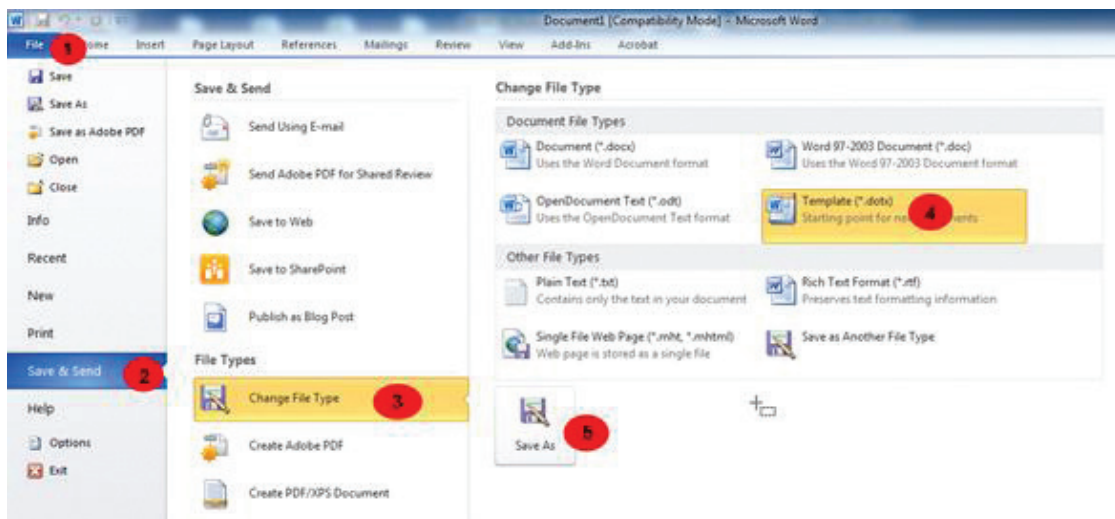 Document1 [Compatibility Mode] - Microsoft Word
File 1 Home Insert Page Layout References Mailings Review View Add-Ins Acrobat
Save
Save As
Save as Adobe PDF
Open
Close
Info
Recent
New
Print
Save & Send 2
Help
Options
Exit
Save & Send
Send Using E-mail
Send Adobe PDF for Shared Review
Save to Web
Save to SharePoint
Publish as Blog Post
File Types
Change File Type 3
Create Adobe PDF
Create PDF/XPS Document
Change File Type
Document File Types
Document (*.docx)
Uses the Word Document format
Word 97-2003 Document (*.doc)
Uses the Word 97-2003 Document format
OpenDocument Text (*.odt)
Uses the OpenDocument Text format
Template (*.dotx)
Starting point for new 4 documents
Other File Types
Plain Text (*.txt)
Contains only the text in your document
Rich Text Format (*.rtf)
Preserves text formatting information
Single File Web Page (*.mht, *.mhtml)
Web page is stored as a single file
Save as Another File Type
Save As 5